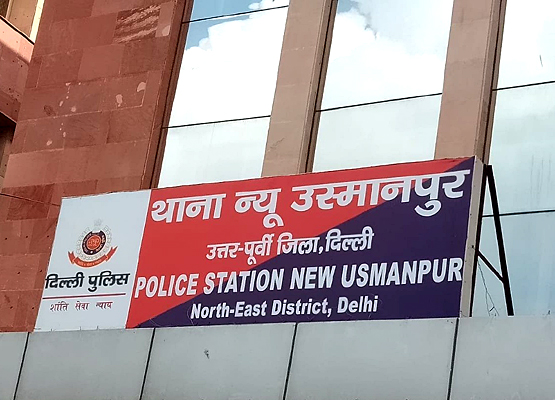 थाना न्यू उस्मानपुर
उत्तर-पूर्वी जिला, दिल्ली
POLICE STATION NEW USMANPUR
North-East District, Delhi
दिल्ली पुलिस
शांति सेवा न्याय